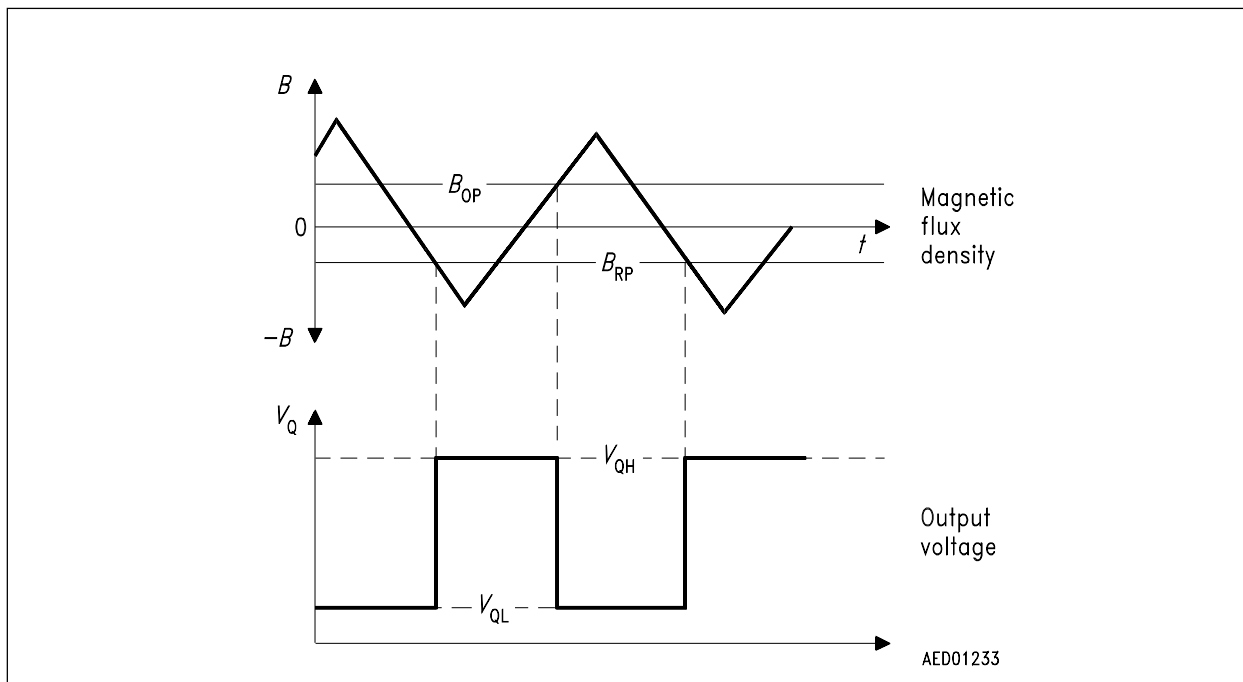 B
B_OP
0
t
B_RP
Magnetic
flux
density
−B
V_Q
V_QH
Output
voltage
V_QL
AED01233